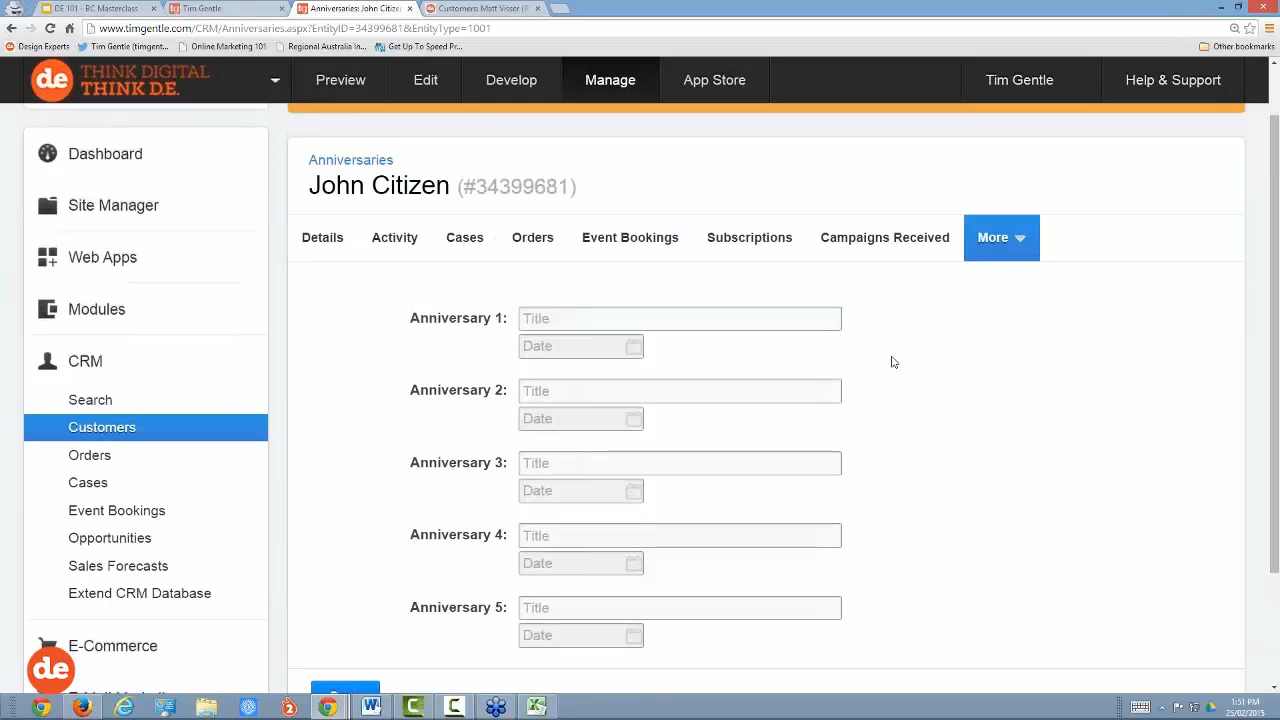 DE 101 - BC Masterclass
Tim Gentle
Anniversaries: John Citizen
Customers: Matt Visser
www.timgentle.com/CRM/Anniversaries.aspx?EntityID=34399681&EntityType=1001
Design Experts
Tim Gentle (timgent...
Online Marketing 101
Regional Australia In...
Get Up To Speed Pr...
Other bookmarks
de
THINK DIGITAL
THINK D.E.
Preview
Edit
Develop
Manage
App Store
Tim Gentle
Help & Support
Dashboard
Site Manager
Web Apps
Modules
CRM
Search
Customers
Orders
Cases
Event Bookings
Opportunities
Sales Forecasts
Extend CRM Database
E-Commerce
de
Anniversaries
John Citizen (#34399681)
Details
Activity
Cases
Orders
Event Bookings
Subscriptions
Campaigns Received
More
Anniversary 1:
Title
Date
Anniversary 2:
Title
Date
Anniversary 3:
Title
Date
Anniversary 4:
Title
Date
Anniversary 5:
Title
Date
1:51 PM
25/02/2015